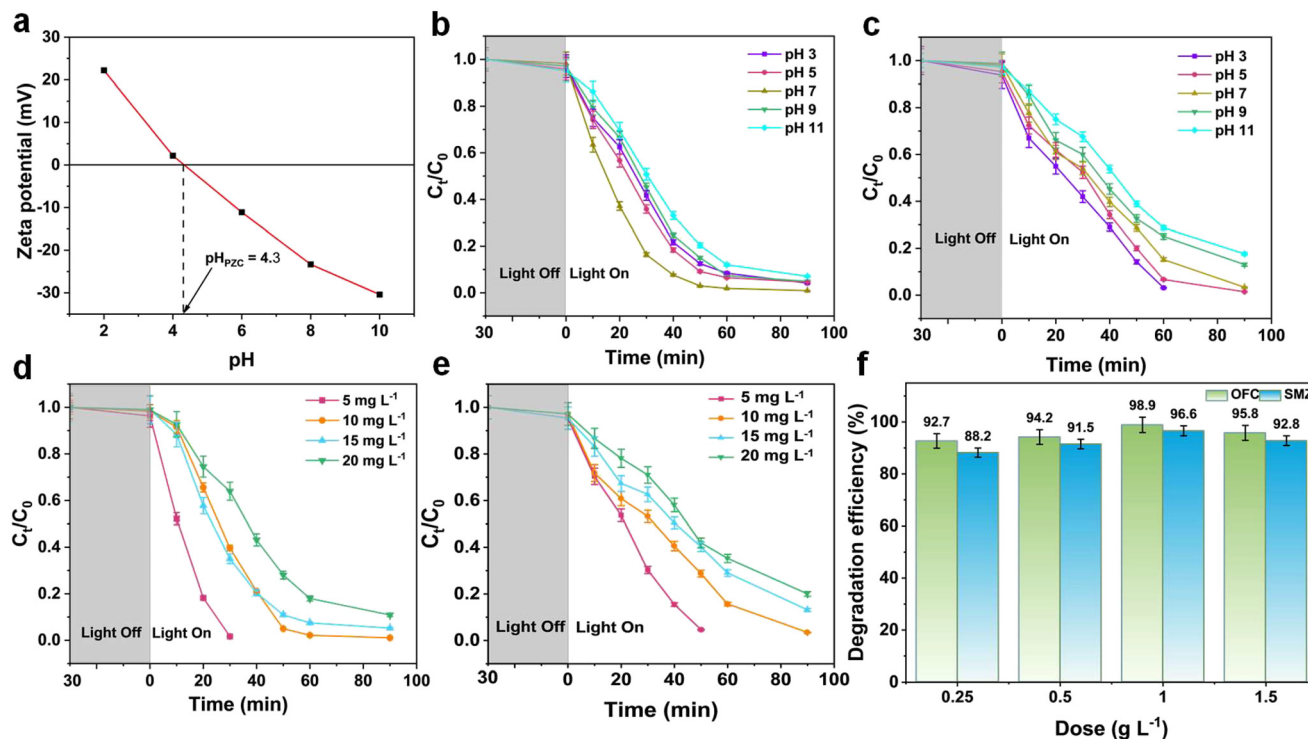 a
Zeta potential (mV)
30
20
10
0
-10
-20
-30
pH_PZC = 4.3
2 4 6 8 10
pH
b
C_t/C_0
1.0
0.8
0.6
0.4
0.2
0.0
pH 3
pH 5
pH 7
pH 9
pH 11
Light Off Light On
30 0 20 40 60 80 100
Time (min)
c
C_t/C_0
1.0
0.8
0.6
0.4
0.2
0.0
pH 3
pH 5
pH 7
pH 9
pH 11
Light Off Light On
30 0 20 40 60 80 100
Time (min)
d
C_t/C_0
1.0
0.8
0.6
0.4
0.2
0.0
5 mg L⁻¹
10 mg L⁻¹
15 mg L⁻¹
20 mg L⁻¹
Light Off Light On
30 0 20 40 60 80 100
Time (min)
e
C_t/C_0
1.0
0.8
0.6
0.4
0.2
0.0
5 mg L⁻¹
10 mg L⁻¹
15 mg L⁻¹
20 mg L⁻¹
Light Off Light On
30 0 20 40 60 80 100
Time (min)
f
Degradation efficiency (%)
100
80
60
40
20
0
OFC SMZ
92.7 88.2 94.2 91.5 98.9 96.6 95.8 92.8
0.25 0.5 1 1.5
Dose (g L⁻¹)